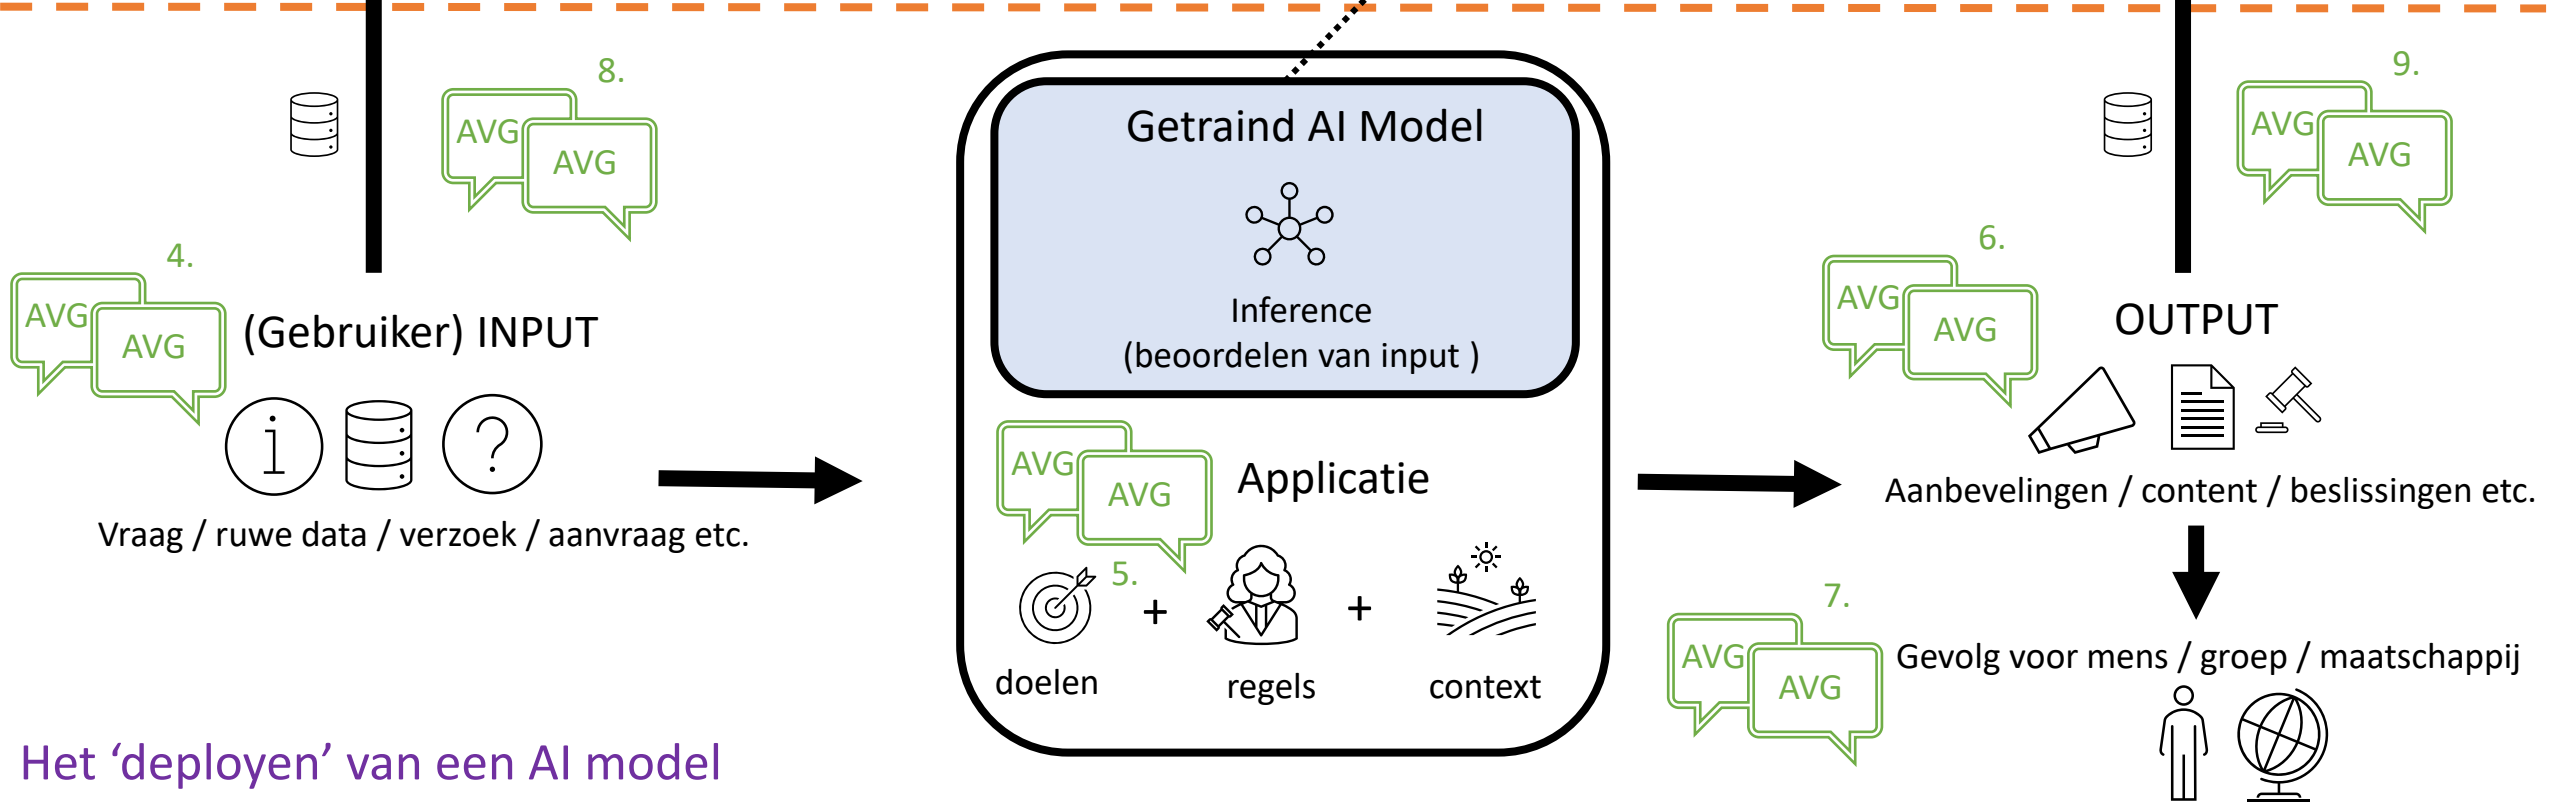 8.
AVG
AVG
4.
AVG
AVG
(Gebruiker) INPUT
Vraag / ruwe data / verzoek / aanvraag etc.
Getraind AI Model
Inference
(beoordelen van input )
AVG
AVG
5.
Applicatie
+
+
doelen
regels
context
9.
AVG
AVG
6.
AVG
AVG
OUTPUT
Aanbevelingen / content / beslissingen etc.
7.
AVG
AVG
Gevolg voor mens / groep / maatschappij
Het ‘deployen’ van een AI model